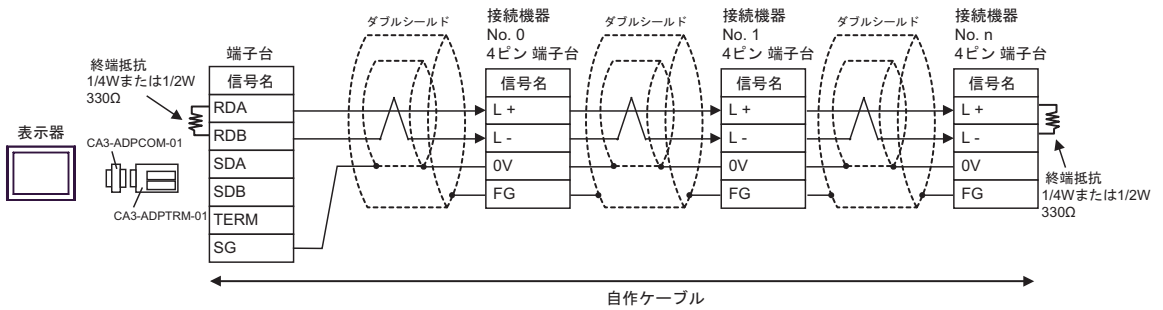 終端抵抗
1/4Wまたは1/2W
330Ω
表示器
CA3-ADPCOM-01
CA3-ADPTRM-01
端子台
信号名
RDA
RDB
SDA
SDB
TERM
SG
ダブルシールド
接続機器
No. 0
4ピン 端子台
信号名
L +
L -
0V
FG
ダブルシールド
接続機器
No. 1
4ピン 端子台
信号名
L +
L -
0V
FG
ダブルシールド
接続機器
No. n
4ピン 端子台
信号名
L +
L -
0V
FG
終端抵抗
1/4Wまたは1/2W
330Ω
自作ケーブル